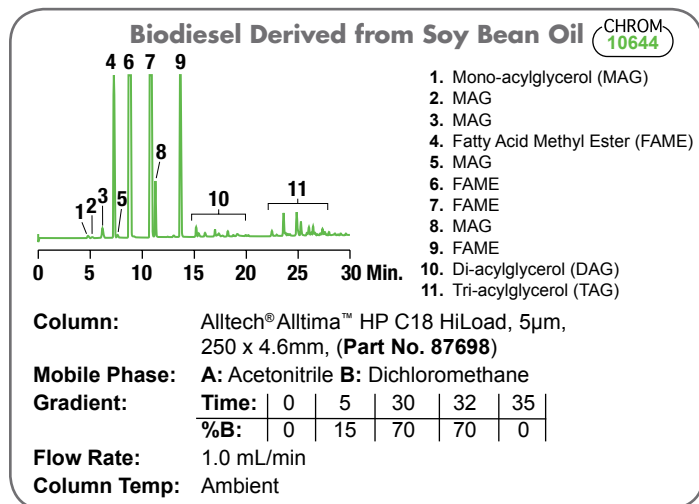 Biodiesel Derived from Soy Bean Oil
CHROM
10644
4 6 7 9
8
1 2 3 5
10
11
0 5 10 15 20 25 30 Min.
1. Mono-acylglycerol (MAG)
2. MAG
3. MAG
4. Fatty Acid Methyl Ester (FAME)
5. MAG
6. FAME
7. FAME
8. MAG
9. FAME
10. Di-acylglycerol (DAG)
11. Tri-acylglycerol (TAG)
Column: Alltech® Alltima™ HP C18 HiLoad, 5µm,
250 x 4.6mm, (Part No. 87698)
Mobile Phase: A: Acetonitrile B: Dichloromethane
Gradient: Time: 0 5 30 32 35
%B: 0 15 70 70 0
Flow Rate: 1.0 mL/min
Column Temp: Ambient